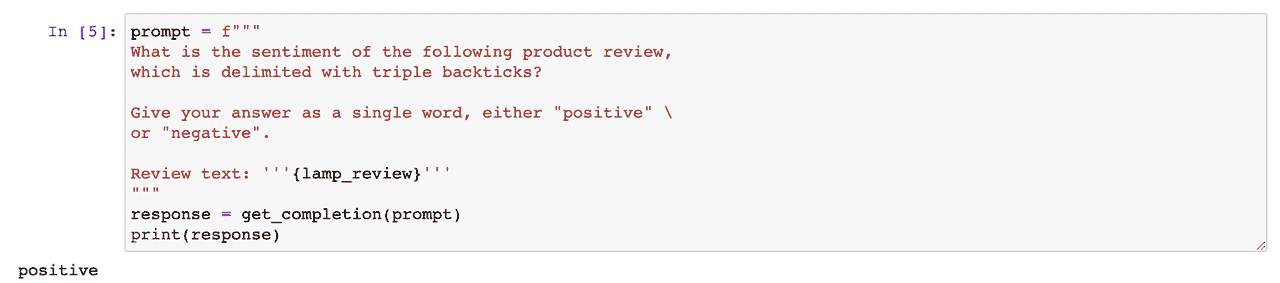 In [5]: prompt = f"""
What is the sentiment of the following product review,
which is delimited with triple backticks?
Give your answer as a single word, either "positive" \
or "negative".
Review text: '''{lamp_review}'''
"""
response = get_completion(prompt)
print(response)
positive